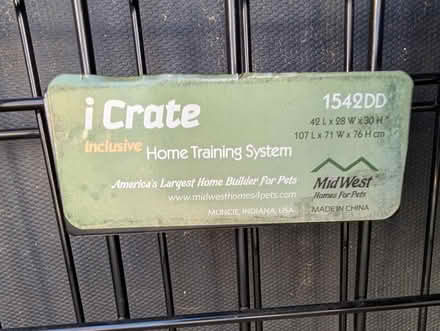 i Crate
1542DD
42 L x 28 W x 30 H "
107 L x 71 W x 76 H cm
Inclusive Home Training System
America's Largest Home Builder For Pets
www.midwesthomes4pets.com
MUNCIE, INDIANA, USA
MidWest®
Homes For Pets
MADE IN CHINA